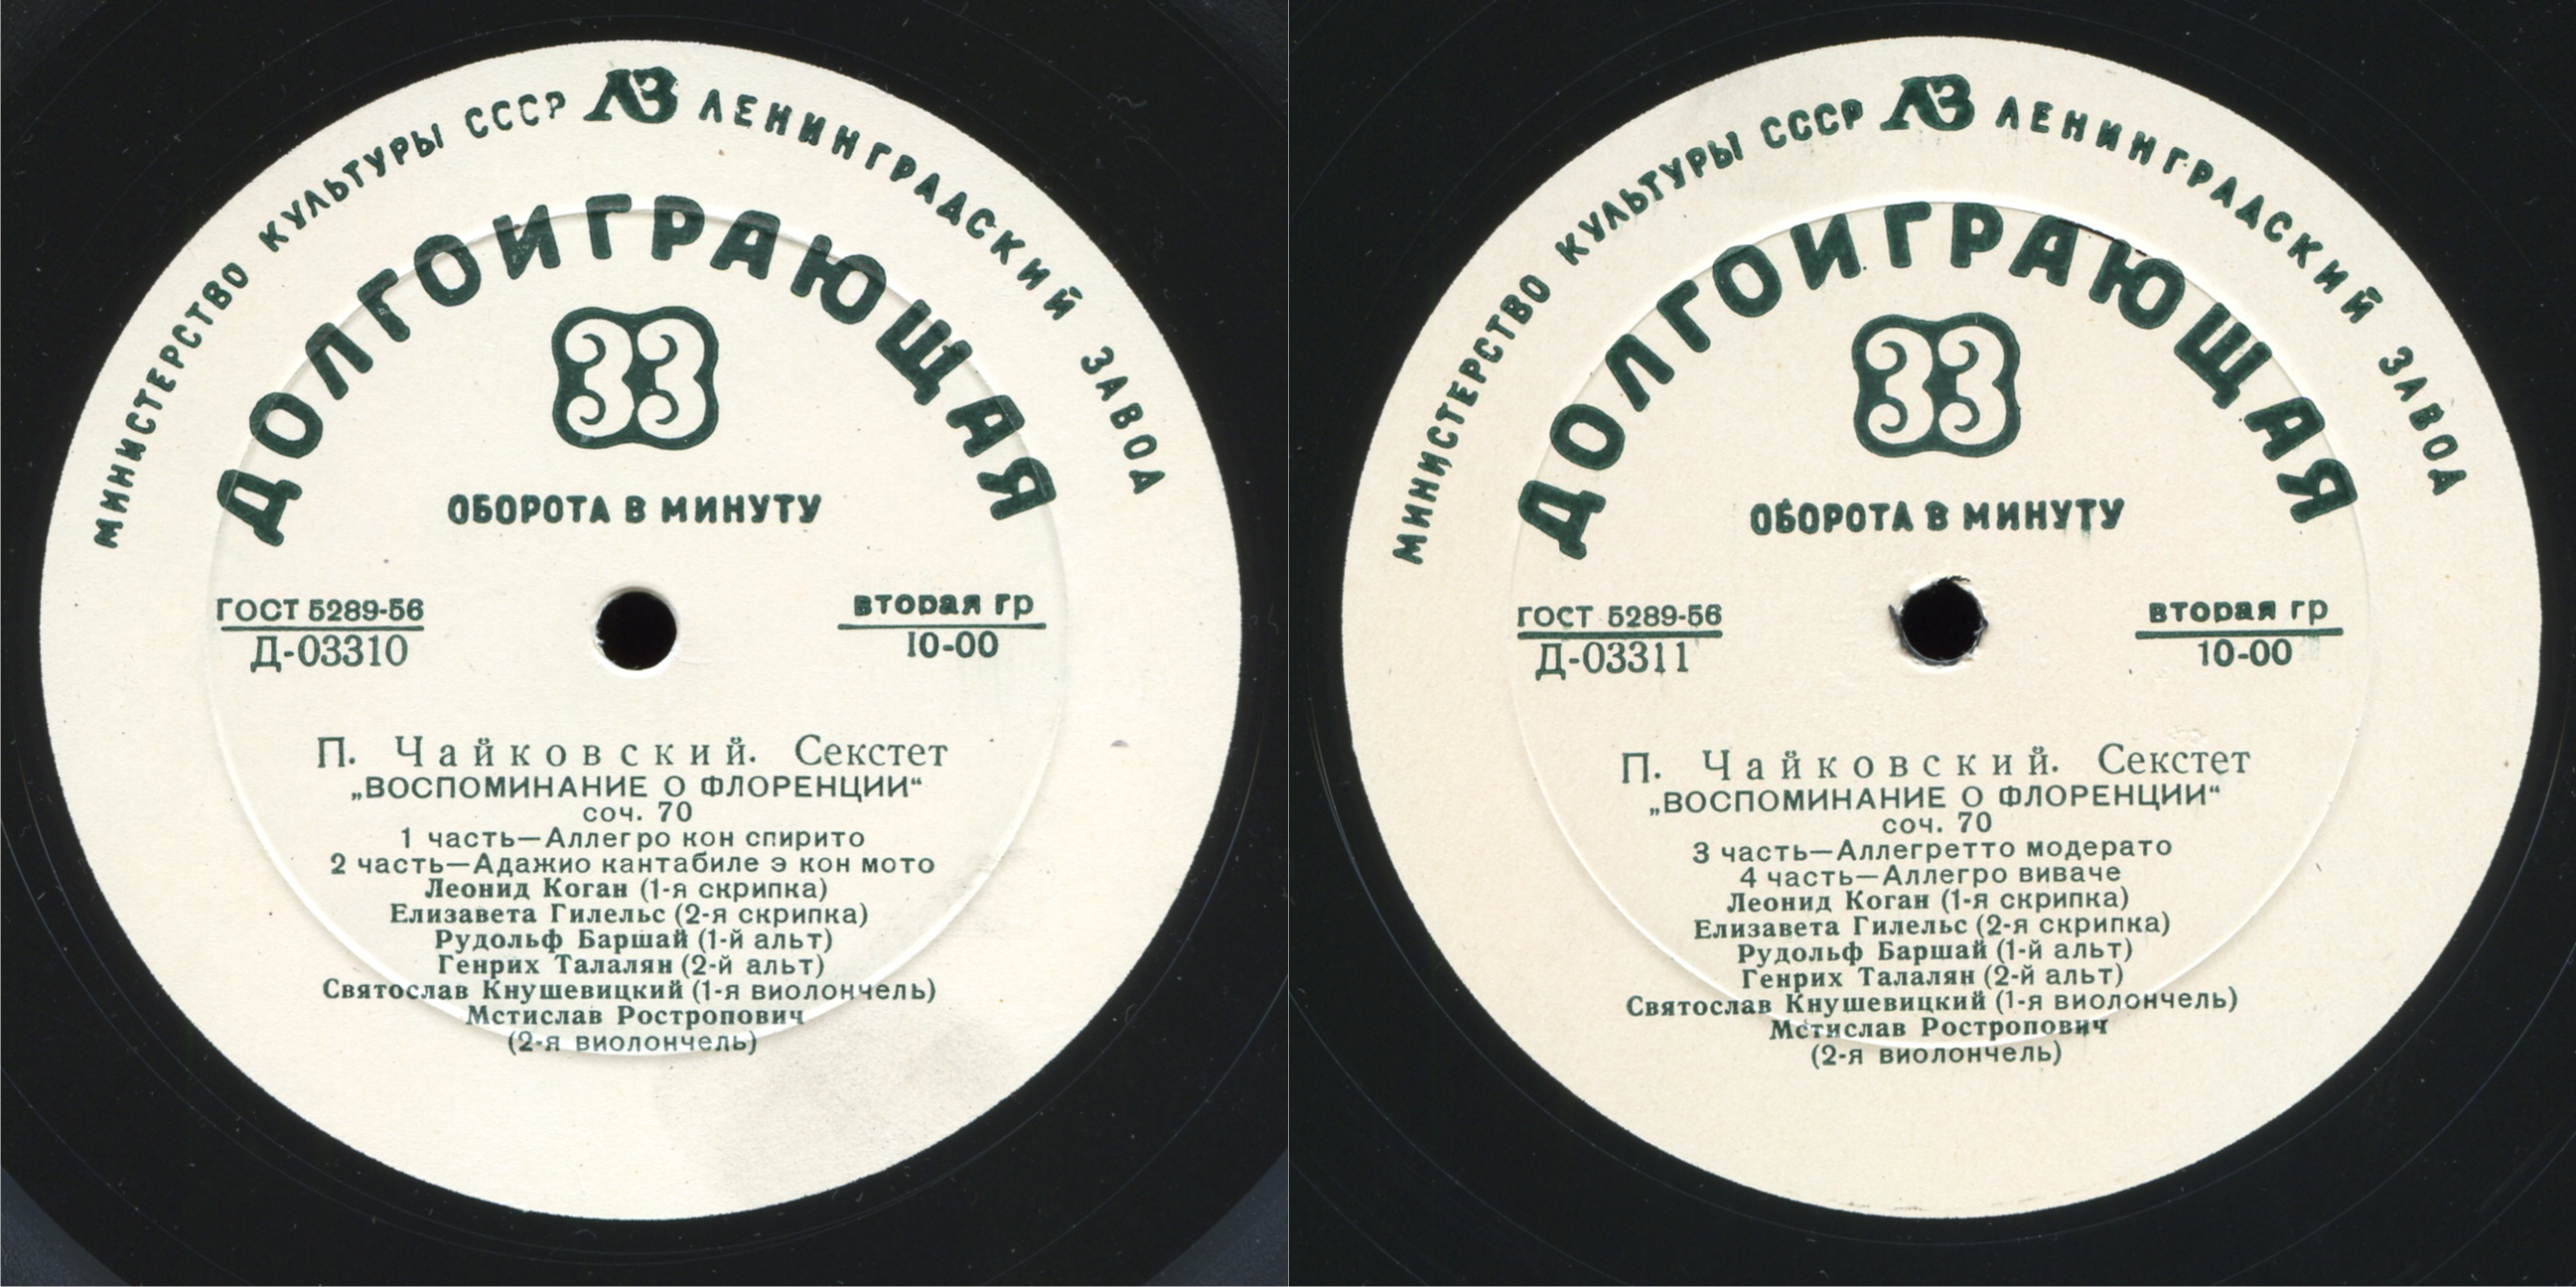 МИНИСТЕРСТВО КУЛЬТУРЫ СССР ЛЗ ЛЕНИНГРАДСКИЙ ЗАВОД
ДОЛГОИГРАЮЩАЯ
33
ОБОРОТА В МИНУТУ
ГОСТ 5289-56
Д-03310
вторая гр
10-00
П. Чайковский. Секстет
„ВОСПОМИНАНИЕ О ФЛОРЕНЦИИ“
соч. 70
1 часть—Аллегро кон спирито
2 часть—Адажио кантабиле э кон мото
Леонид Коган (1-я скрипка)
Елизавета Гилельс (2-я скрипка)
Рудольф Баршай (1-й альт)
Генрих Талалян (2-й альт)
Святослав Кнушевицкий (1-я виолончель)
Мстислав Ростропович
(2-я виолончель)
МИНИСТЕРСТВО КУЛЬТУРЫ СССР ЛЗ ЛЕНИНГРАДСКИЙ ЗАВОД
ДОЛГОИГРАЮЩАЯ
33
ОБОРОТА В МИНУТУ
ГОСТ 5289-56
Д-03311
вторая гр
10-00
П. Чайковский. Секстет
„ВОСПОМИНАНИЕ О ФЛОРЕНЦИИ“
соч. 70
3 часть—Аллегретто модерато
4 часть—Аллегро виваче
Леонид Коган (1-я скрипка)
Елизавета Гилельс (2-я скрипка)
Рудольф Баршай (1-й альт)
Генрих Талалян (2-й альт)
Святослав Кнушевицкий (1-я виолончель)
Мстислав Ростропович
(2-я виолончель)